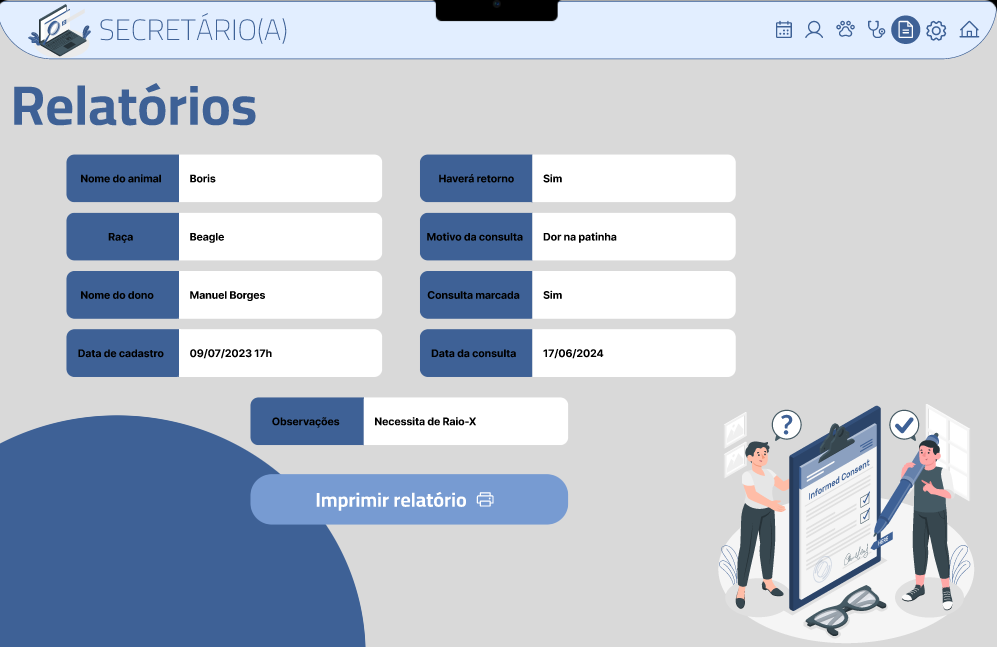 SECRETÁRIO(A)
Relatórios
Nome do animal
Boris
Haverá retorno
Sim
Raça
Beagle
Motivo da consulta
Dor na patinha
Nome do dono
Manuel Borges
Consulta marcada
Sim
Data de cadastro
09/07/2023 17h
Data da consulta
17/06/2024
Observações
Necessita de Raio-X
Imprimir relatório
?
Informed Consent
HERE